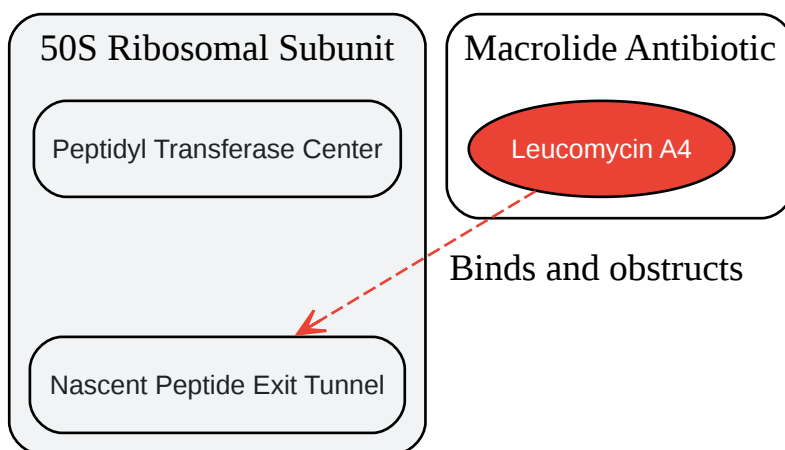 50S Ribosomal Subunit
Macrolide Antibiotic
Peptidyl Transferase Center
Leucomycin A4
Binds and obstructs
Nascent Peptide Exit Tunnel